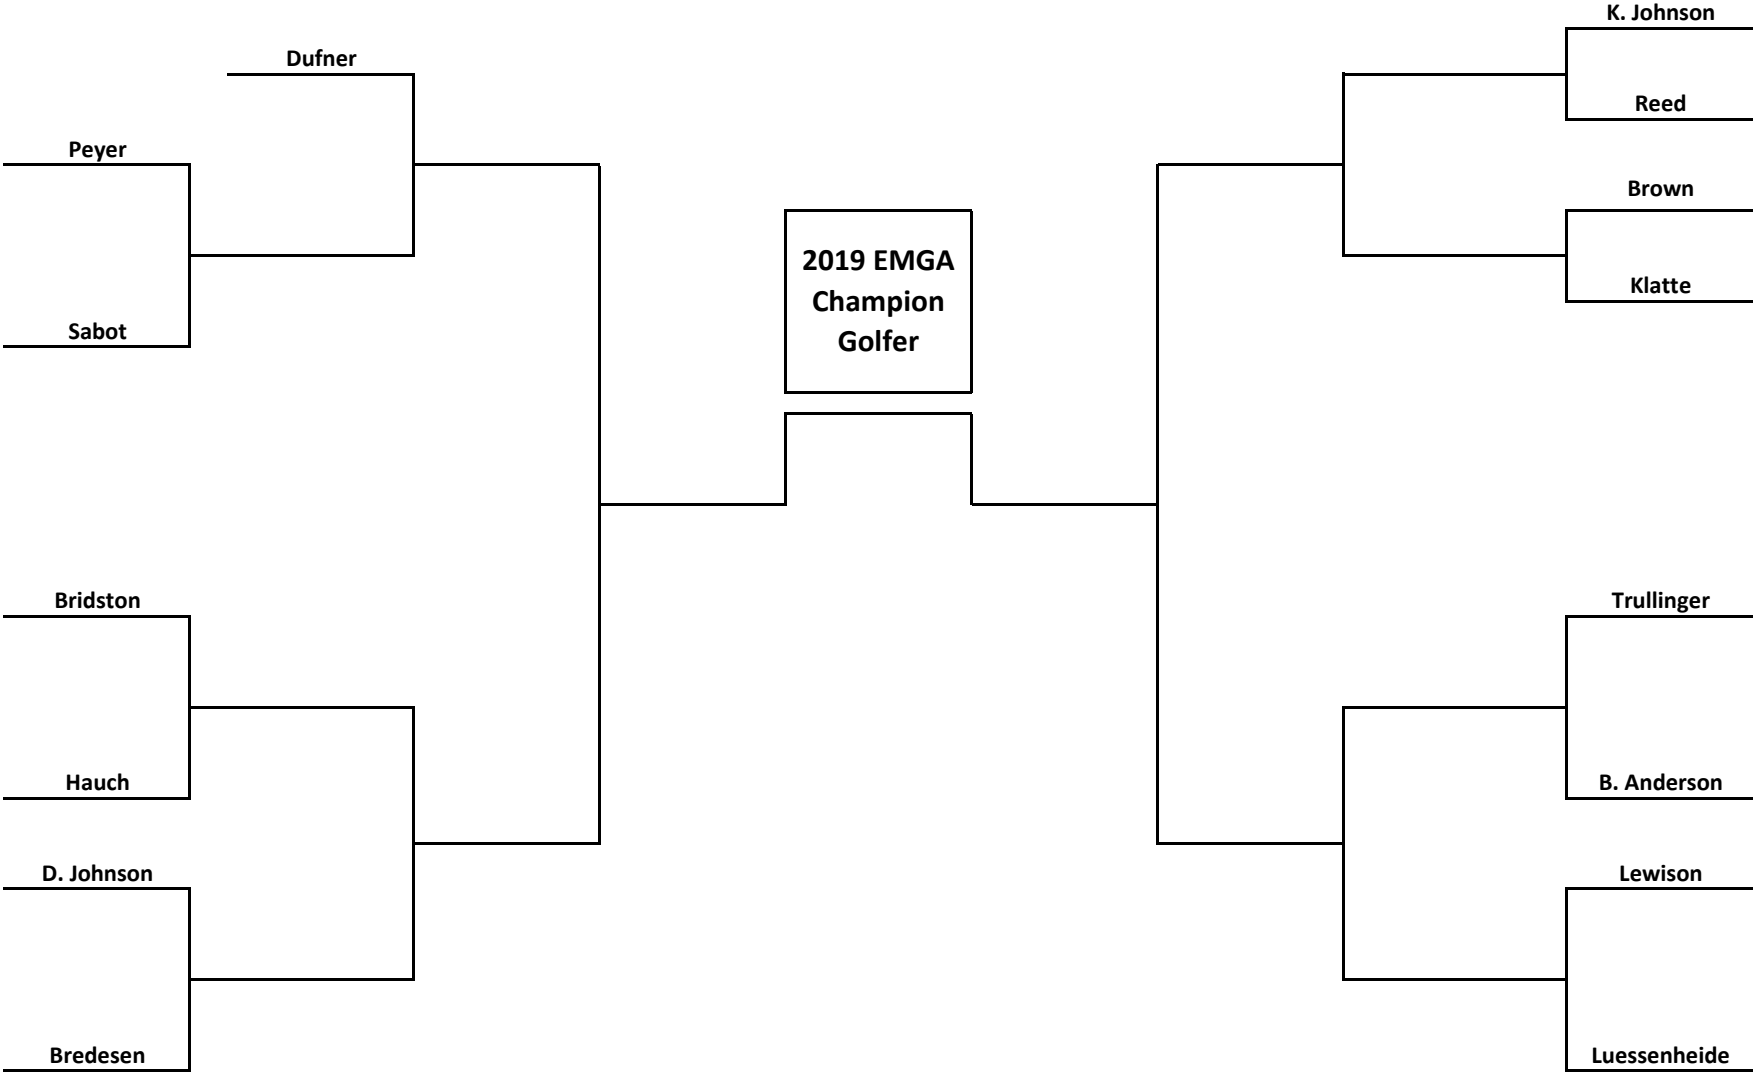 Dufner
Peyer
Sabot
Bridston
Hauch
D. Johnson
Bredesen
2019 EMGA
Champion
Golfer
K. Johnson
Reed
Brown
Klatte
Trullinger
B. Anderson
Lewison
Luessenheide